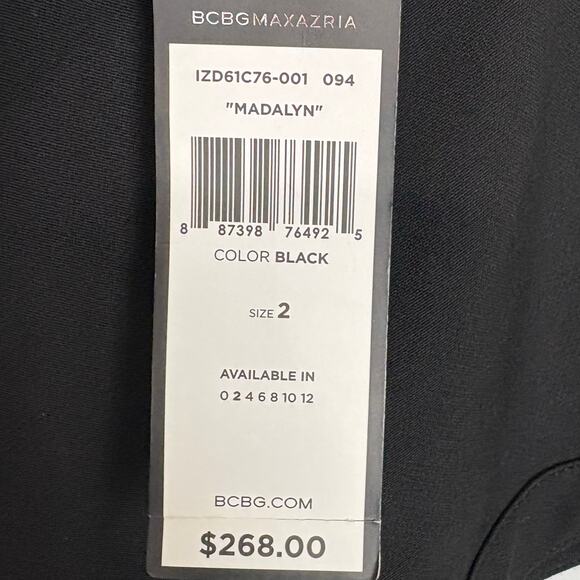 BCBGMAXAZRIA
IZD61C76-001 094
"MADALYN"
8 87398 76492 5
COLOR BLACK
SIZE 2
AVAILABLE IN
0 2 4 6 8 10 12
BCBG.COM
$268.00